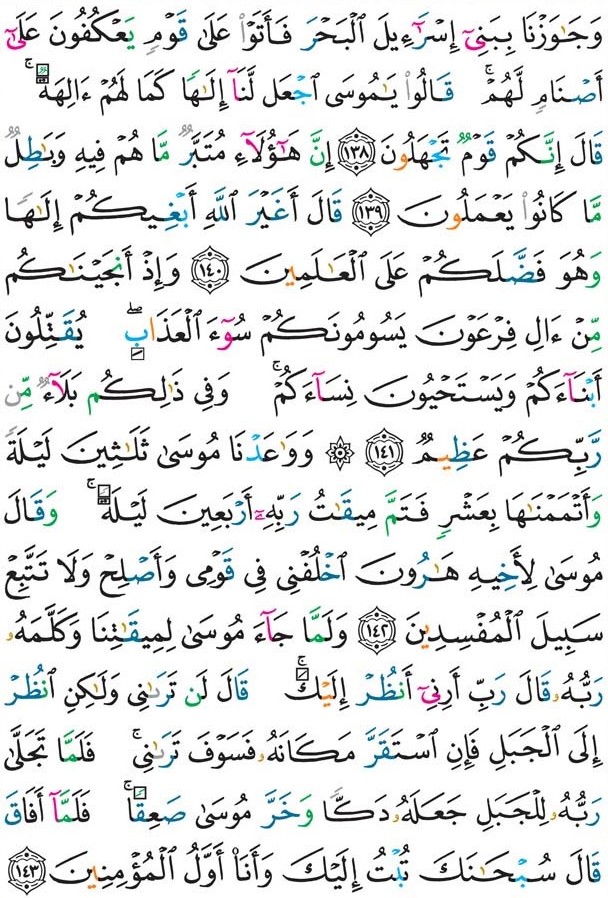 وَجَـٰوَزْنَا بِبَنِىٓ إِسْرَٰٓءِيلَ ٱلْبَحْرَ فَأَتَوْا۟ عَلَىٰ قَوْمٍ يَعْكُفُونَ عَلَىٰٓ
أَصْنَامٍ لَّهُمْ ۚ قَالُوا۟ يَـٰمُوسَى ٱجْعَل لَّنَآ إِلَـٰهًا كَمَا لَهُمْ ءَالِهَةٌ ۚ
قَالَ إِنَّكُمْ قَوْمٌ تَجْهَلُونَ ١٣٨ إِنَّ هَـٰٓؤُلَآءِ مُتَبَّرٌ مَّا هُمْ فِيهِ وَبَـٰطِلٌ
مَّا كَانُوا۟ يَعْمَلُونَ ١٣٩ قَالَ أَغَيْرَ ٱللَّهِ أَبْغِيكُمْ إِلَـٰهًا
وَهُوَ فَضَّلَكُمْ عَلَى ٱلْعَـٰلَمِينَ ١٤٠ وَإِذْ أَنجَيْنَـٰكُم
مِّنْ ءَالِ فِرْعَوْنَ يَسُومُونَكُمْ سُوٓءَ ٱلْعَذَابِ ۖ يُقَتِّلُونَ
أَبْنَآءَكُمْ وَيَسْتَحْيُونَ نِسَآءَكُمْ ۚ وَفِى ذَٰلِكُم بَلَآءٌ مِّن
رَّبِّكُمْ عَظِيمٌ ١٤١ ۞ وَوَٰعَدْنَا مُوسَىٰ ثَلَـٰثِينَ لَيْلَةً
وَأَتْمَمْنَـٰهَا بِعَشْرٍ فَتَمَّ مِيقَـٰتُ رَبِّهِۦٓ أَرْبَعِينَ لَيْلَةً ۚ وَقَالَ
مُوسَىٰ لِأَخِيهِ هَـٰرُونَ ٱخْلُفْنِى فِى قَوْمِى وَأَصْلِحْ وَلَا تَتَّبِعْ
سَبِيلَ ٱلْمُفْسِدِينَ ١٤٢ وَلَمَّا جَآءَ مُوسَىٰ لِمِيقَـٰتِنَا وَكَلَّمَهُۥ
رَبُّهُۥ قَالَ رَبِّ أَرِنِىٓ أَنظُرْ إِلَيْكَ ۚ قَالَ لَن تَرَىٰنِى وَلَـٰكِنِ ٱنظُرْ
إِلَى ٱلْجَبَلِ فَإِنِ ٱسْتَقَرَّ مَكَانَهُۥ فَسَوْفَ تَرَىٰنِى ۚ فَلَمَّا تَجَلَّىٰ
رَبُّهُۥ لِلْجَبَلِ جَعَلَهُۥ دَكًّا وَخَرَّ مُوسَىٰ صَعِقًا ۚ فَلَمَّآ أَفَاقَ
قَالَ سُبْحَـٰنَكَ تُبْتُ إِلَيْكَ وَأَنَا۠ أَوَّلُ ٱلْمُؤْمِنِينَ ١٤٣